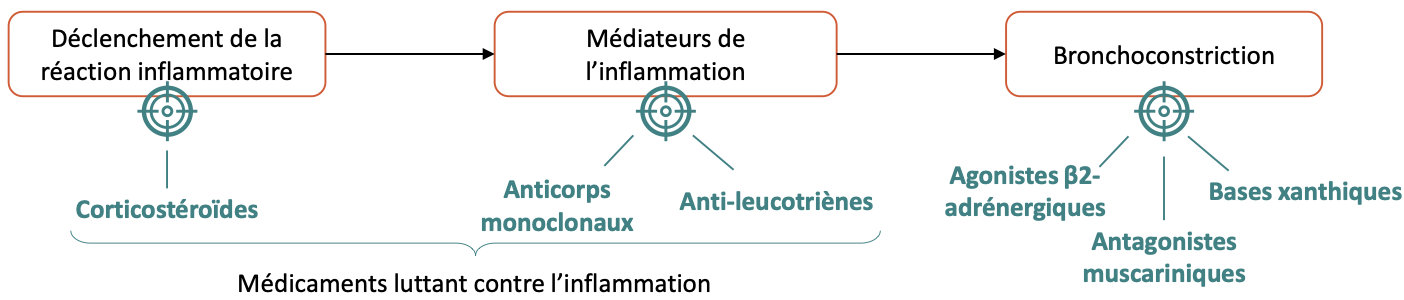 Déclenchement de la
réaction inflammatoire
Médiateurs de
l’inflammation
Bronchoconstriction
Corticostéroïdes
Anticorps
monoclonaux
Anti-leucotriènes
Agonistes β2-
adrénergiques
Antagonistes
muscariniques
Bases xanthiques
Médicaments luttant contre l’inflammation